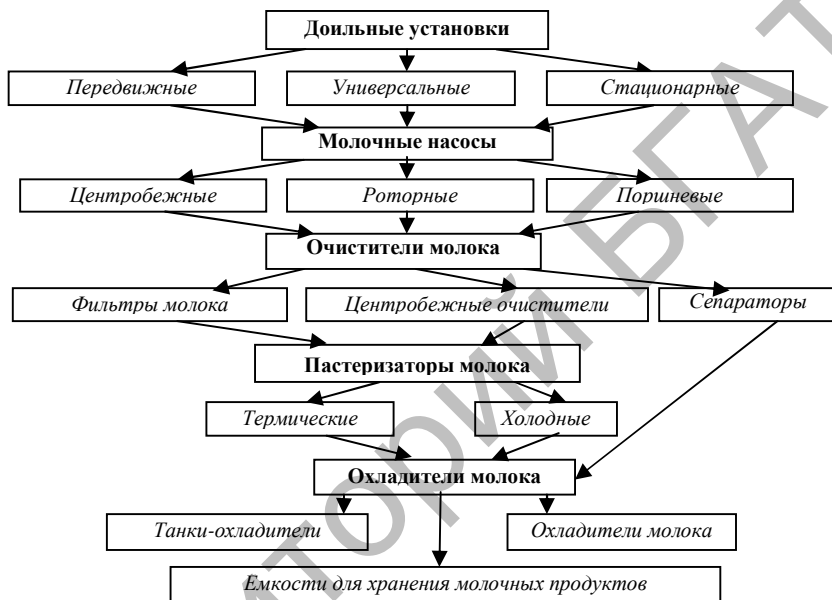 Доильные установки
Передвижные
Универсальные
Стационарные
Молочные насосы
Центробежные
Роторные
Поршневые
Очистители молока
Фильтры молока
Центробежные очистители
Сепараторы
Пастеризаторы молока
Термические
Холодные
Охладители молока
Танки-охладители
Охладители молока
Емкости для хранения молочных продуктов